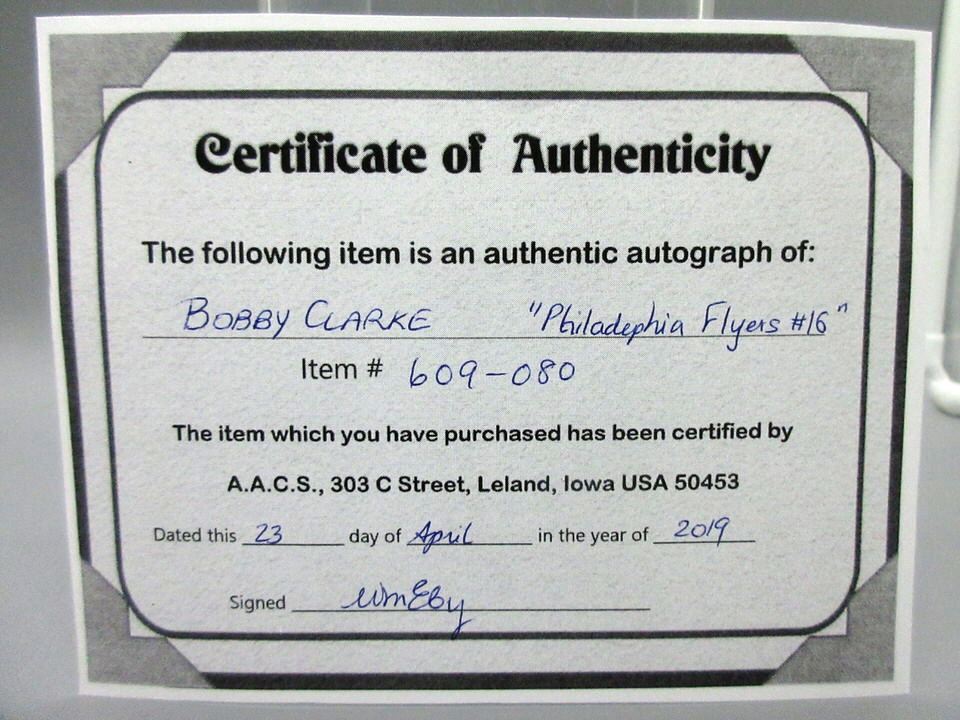 Certificate of Authenticity
The following item is an authentic autograph of:
BOBBY CLARKE "Philadephia Flyers #16"
Item # 609-080
The item which you have purchased has been certified by
A.A.C.S., 303 C Street, Leland, Iowa USA 50453
Dated this 23 day of April in the year of 2019
Signed WmEby